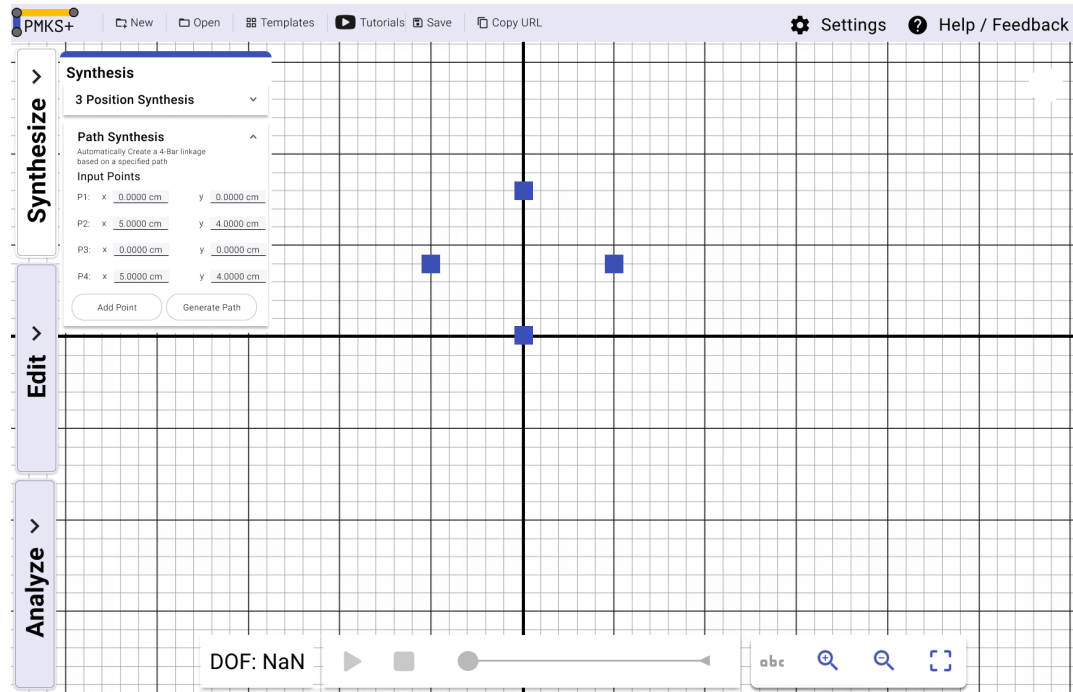 PMKS+
New
Open
Templates
Tutorials
Save
Copy URL
Settings
Help / Feedback
Synthesize
Synthesis
3 Position Synthesis
Path Synthesis
Automatically Create a 4-Bar linkage
based on a specified path
Input Points
P1: x 0.0000 cm y 0.0000 cm
P2: x 5.0000 cm y 4.0000 cm
P3: x 0.0000 cm y 0.0000 cm
P4: x 5.0000 cm y 4.0000 cm
Add Point Generate Path
Edit
Analyze
DOF: NaN
abc